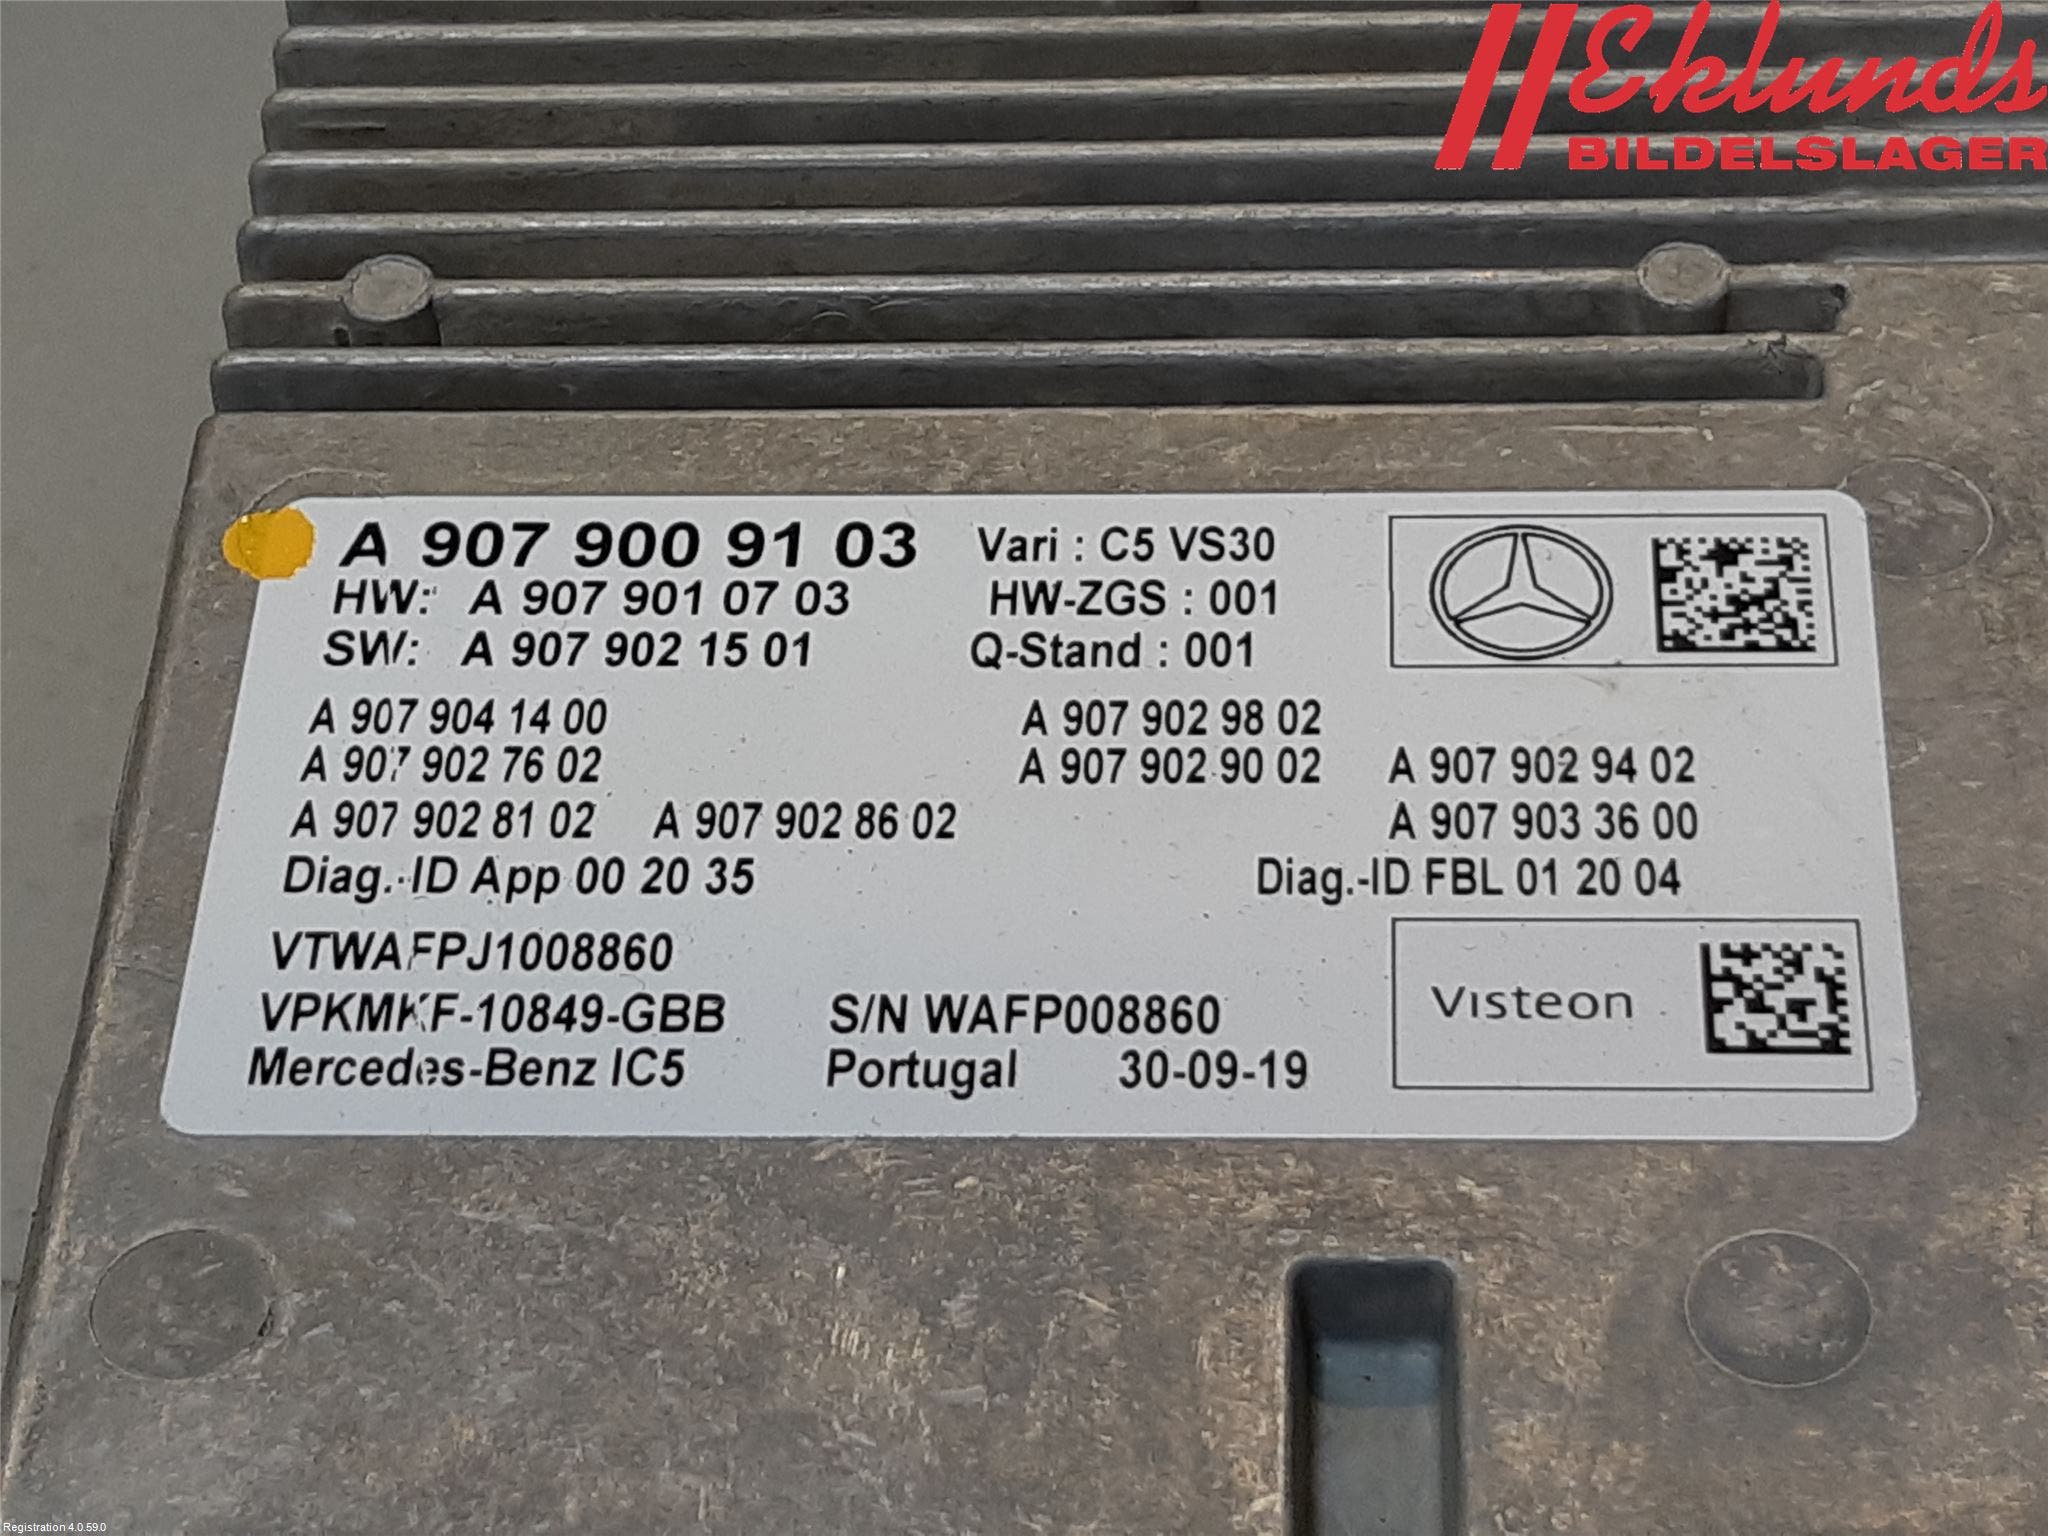 Eklunds
BILDELSLAGER
A 907 900 91 03 Vari : C5 VS30
HW: A 907 901 07 03 HW-ZGS : 001
SW: A 907 902 15 01 Q-Stand : 001
A 907 904 14 00 A 907 902 98 02
A 907 902 76 02 A 907 902 90 02 A 907 902 94 02
A 907 902 81 02 A 907 902 86 02 A 907 903 36 00
Diag.-ID App 00 20 35 Diag.-ID FBL 01 20 04
VTWAFPJ1008860
VPKMKF-10849-GBB S/N WAFP008860
Mercedes-Benz IC5 Portugal 30-09-19
Visteon
Registration 4.0.59.0